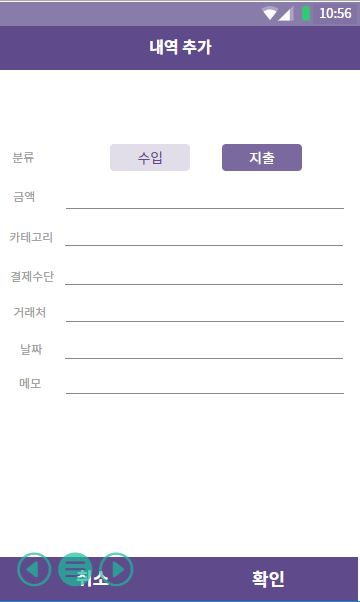 10:56
내역 추가
분류 수입 지출
금액
카테고리
결제수단
거래처
날짜
메모
취소 확인